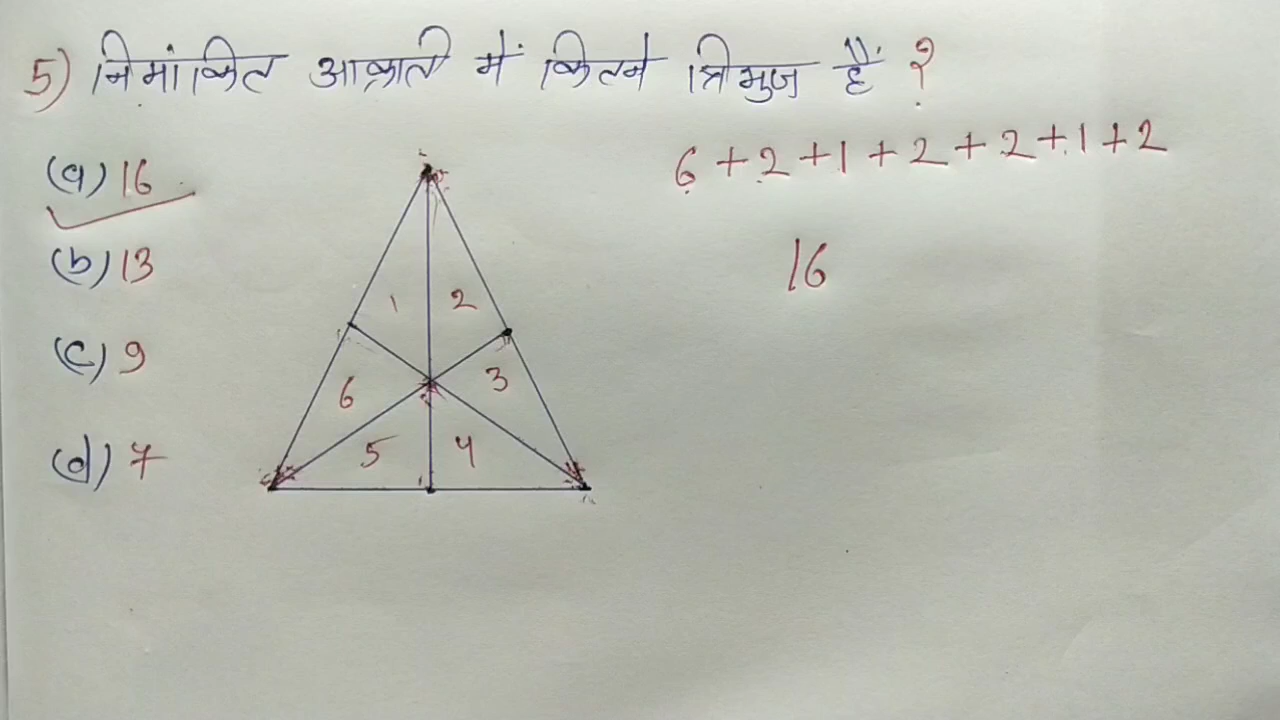 5) निमांकित आक्रति में कितने त्रिभुज हैं ?
6 + 2 + 1 + 2 + 2 + 1 + 2
16
(a) 16
(b) 13
(c) 9
(d) 7
1 2
6 3
5 4